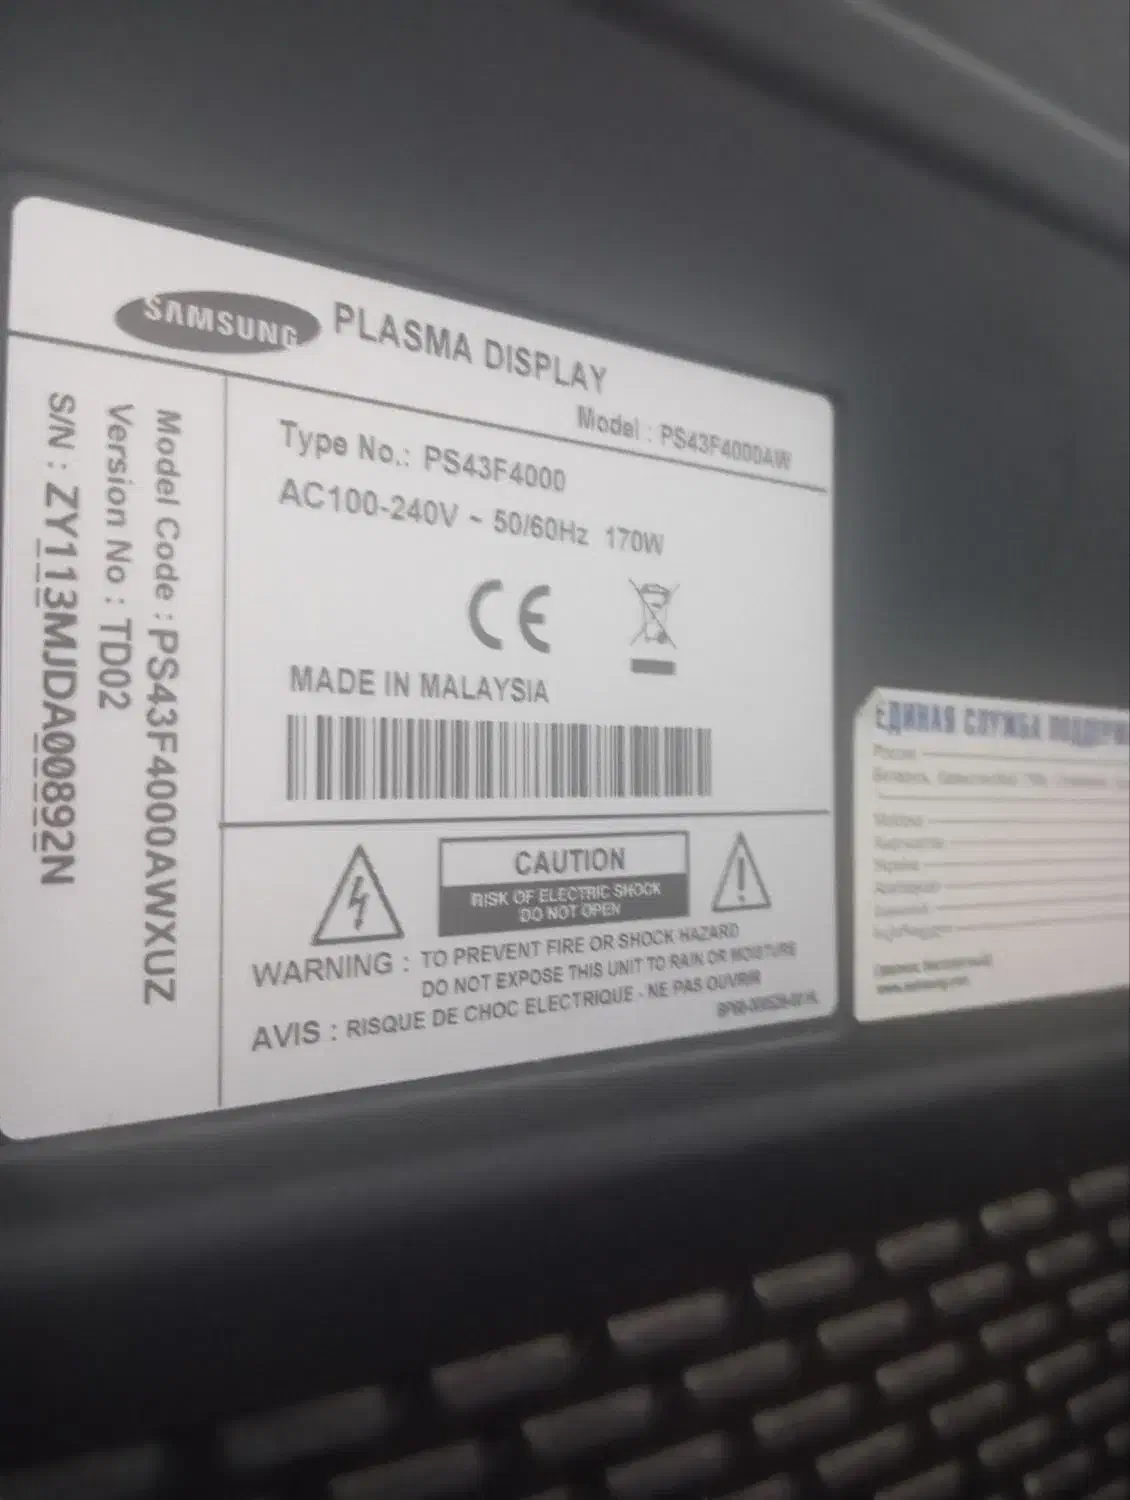 SAMSUNG PLASMA DISPLAY
Model : PS43F4000AW
Type No.: PS43F4000
AC100-240V ~ 50/60Hz 170W
CE
MADE IN MALAYSIA
Model Code : PS43F4000AWXUZ
Version No : TD02
S/N : ZY113MJDA00892N
CAUTION
RISK OF ELECTRIC SHOCK
DO NOT OPEN
WARNING : TO PREVENT FIRE OR SHOCK HAZARD
DO NOT EXPOSE THIS UNIT TO RAIN OR MOISTURE
AVIS : RISQUE DE CHOC ELECTRIQUE - NE PAS OUVRIR
ЕДИНАЯ СЛУЖБА
Россия